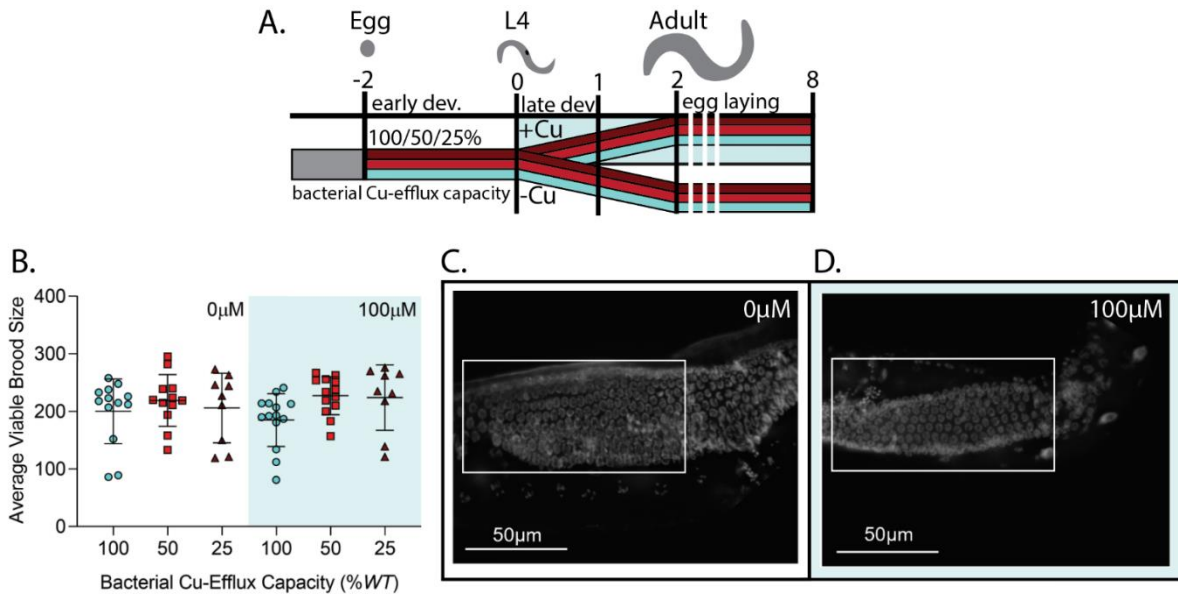 A.
Egg
L4
Adult
-2
0
1
2
8
early dev.
late dev
egg laying
100/50/25%
+Cu
bacterial Cu-efflux capacity
-Cu
B.
Average Viable Brood Size
400
300
200
100
0
0µM
100µM
100
50
25
100
50
25
Bacterial Cu-Efflux Capacity (%WT)
C.
0µM
50µm
D.
100µM
50µm